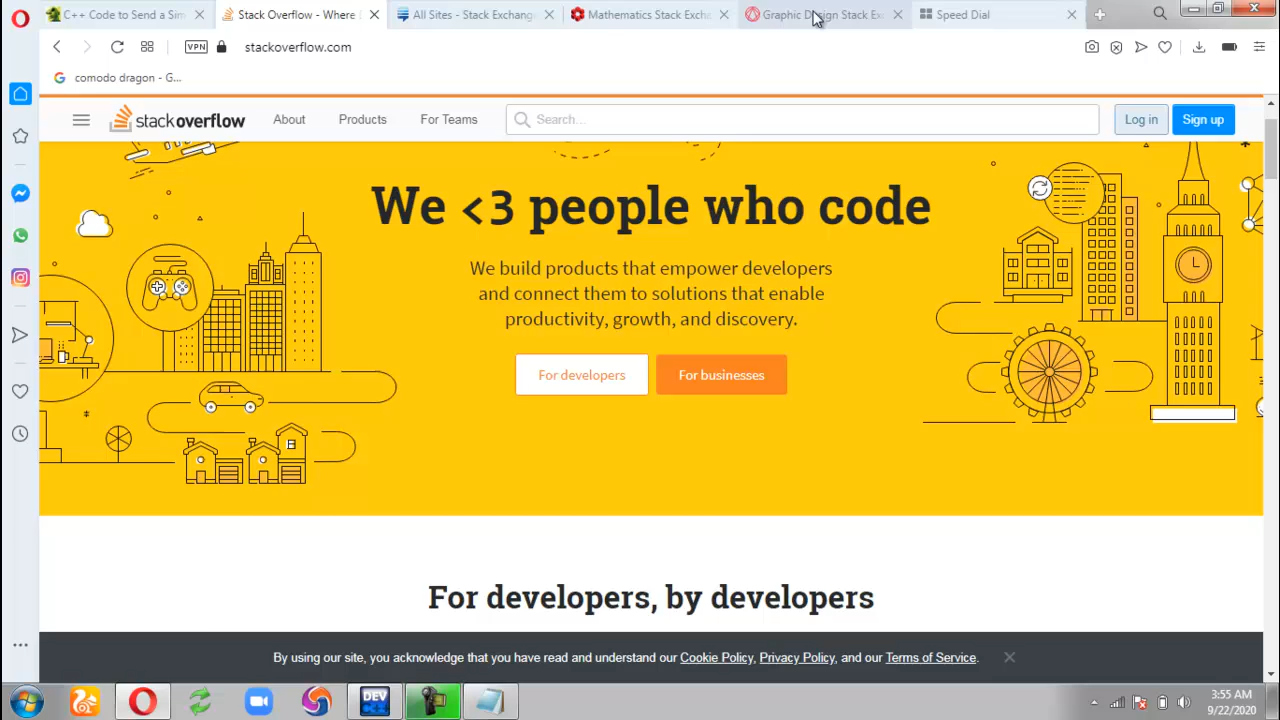 C++ Code to Send a Sim
Stack Overflow - Where
All Sites - Stack Exchang
Mathematics Stack Excha
Graphic Design Stack Ex
Speed Dial
VPN
stackoverflow.com
comodo dragon - G...
stackoverflow
About
Products
For Teams
Search...
Log in
Sign up
We <3 people who code
We build products that empower developers
and connect them to solutions that enable
productivity, growth, and discovery.
For developers
For businesses
For developers, by developers
By using our site, you acknowledge that you have read and understand our Cookie Policy, Privacy Policy, and our Terms of Service.
DEV
3:55 AM
9/22/2020